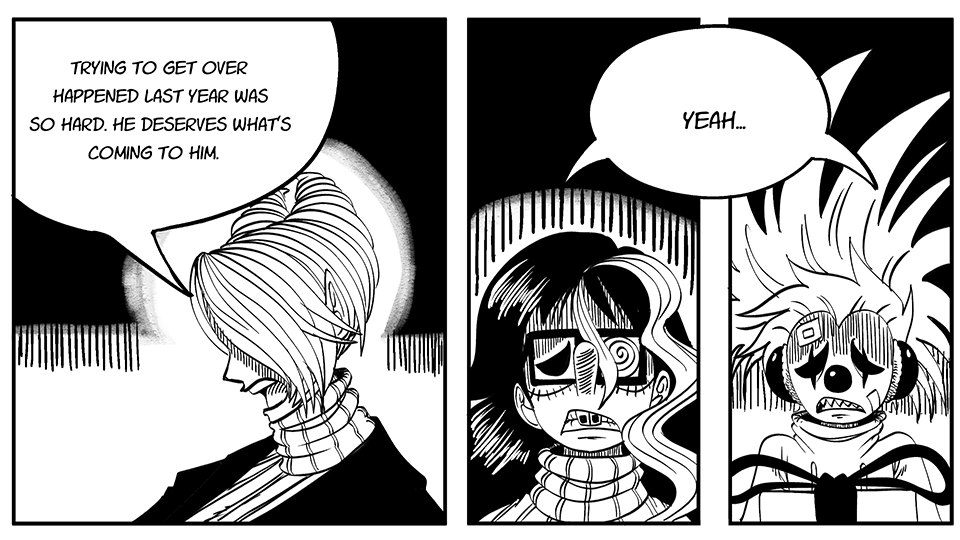 TRYING TO GET OVER
HAPPENED LAST YEAR WAS
SO HARD. HE DESERVES WHAT'S
COMING TO HIM.
YEAH...